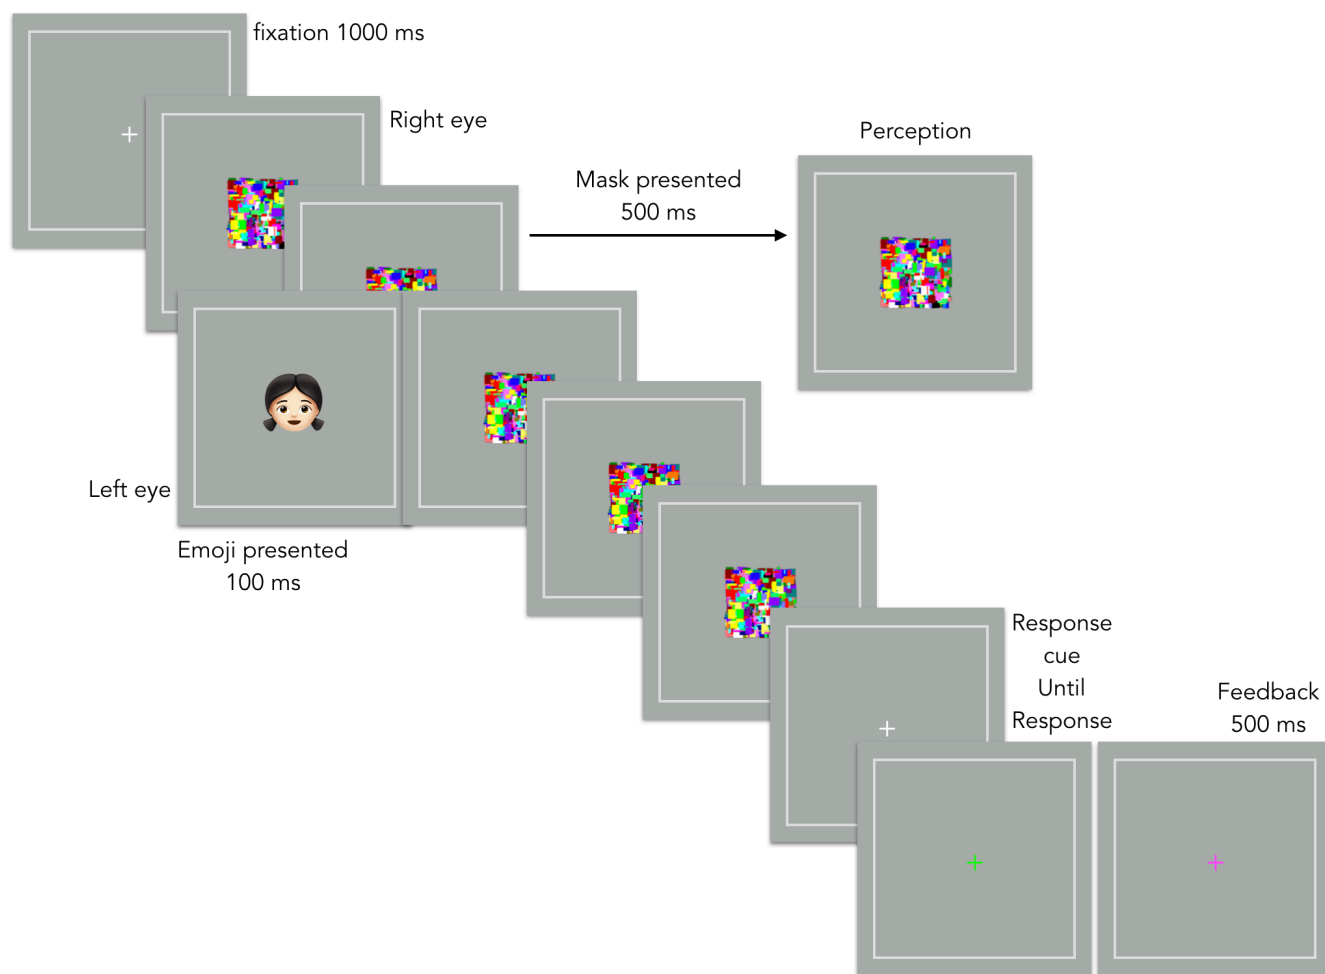 fixation 1000 ms
Right eye
Perception
Mask presented
500 ms
Left eye
Emoji presented
100 ms
Response
cue
Until
Response
Feedback
500 ms